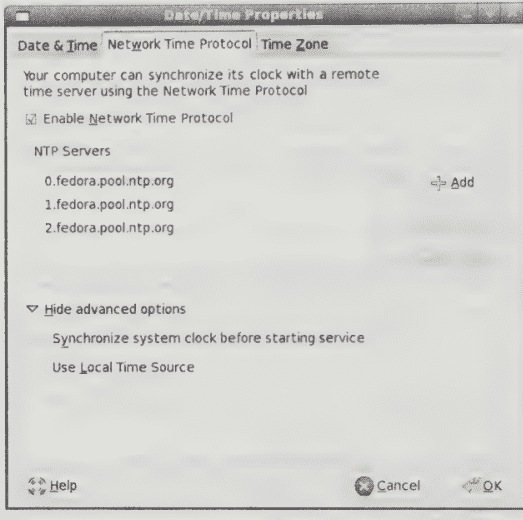 Date/Time Properties
Date & Time Network Time Protocol Time Zone
Your computer can synchronize its clock with a remote
time server using the Network Time Protocol
Enable Network Time Protocol
NTP Servers
0.fedora.pool.ntp.org
Add
1.fedora.pool.ntp.org
2.fedora.pool.ntp.org
Hide advanced options
Synchronize system clock before starting service
Use Local Time Source
Help Cancel OK